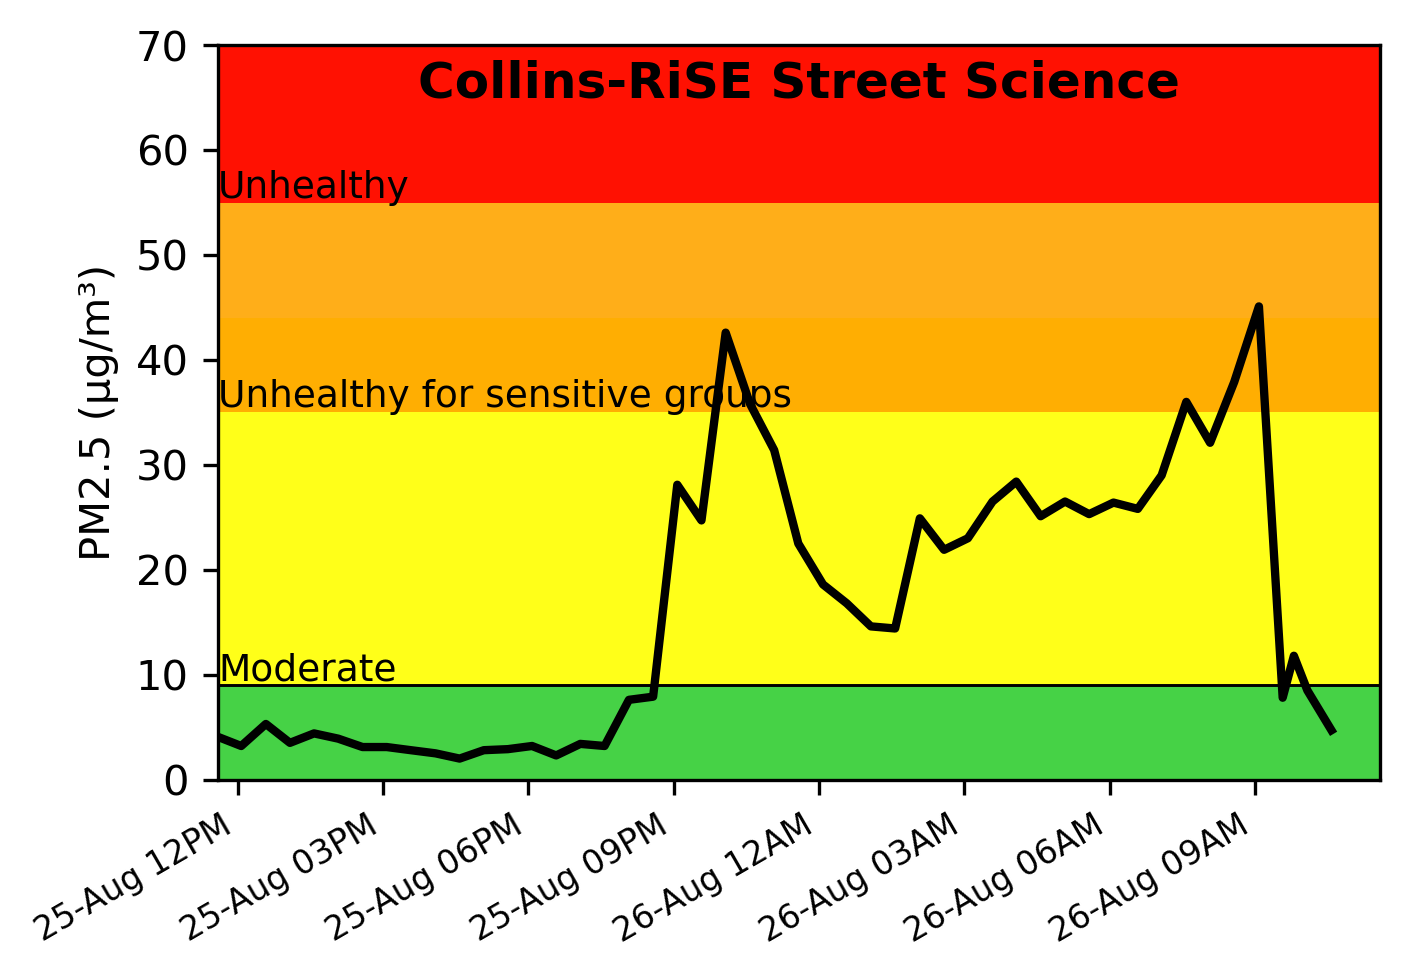 Collins-RiSE Street Science
70
60
Unhealthy
50
40
Unhealthy for sensitive groups
30
20
Moderate
10
0
PM2.5 (µg/m³)
25-Aug 12PM
25-Aug 03PM
25-Aug 06PM
25-Aug 09PM
26-Aug 12AM
26-Aug 03AM
26-Aug 06AM
26-Aug 09AM